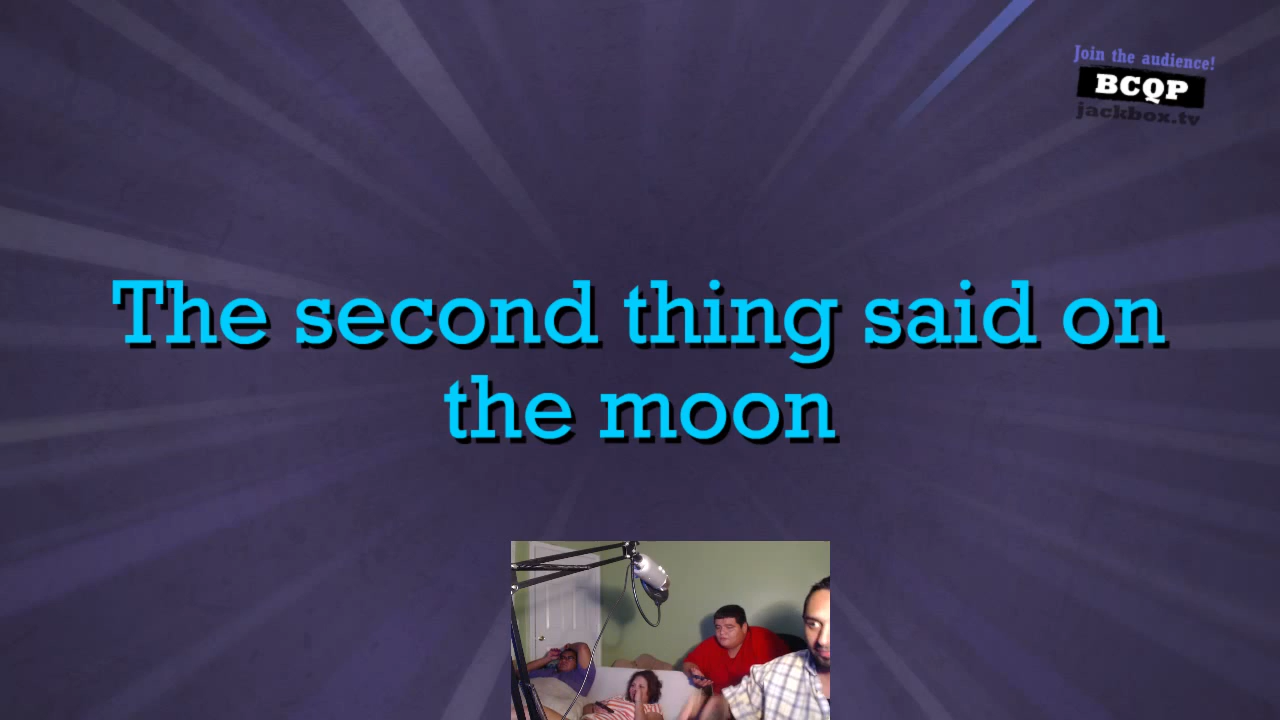 Join the audience!
BCQP
jackbox.tv
The second thing said on
the moon